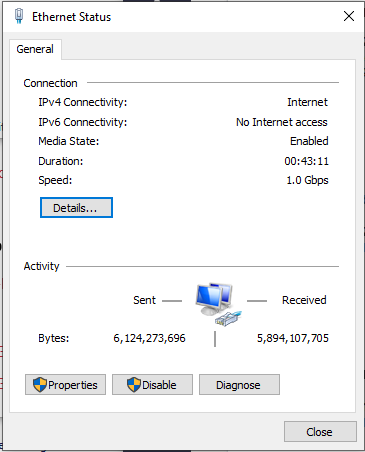 Ethernet Status
General
Connection
IPv4 Connectivity: Internet
IPv6 Connectivity: No Internet access
Media State: Enabled
Duration: 00:43:11
Speed: 1.0 Gbps
Details...
Activity
Sent Received
Bytes: 6,124,273,696 5,894,107,705
Properties Disable Diagnose
Close